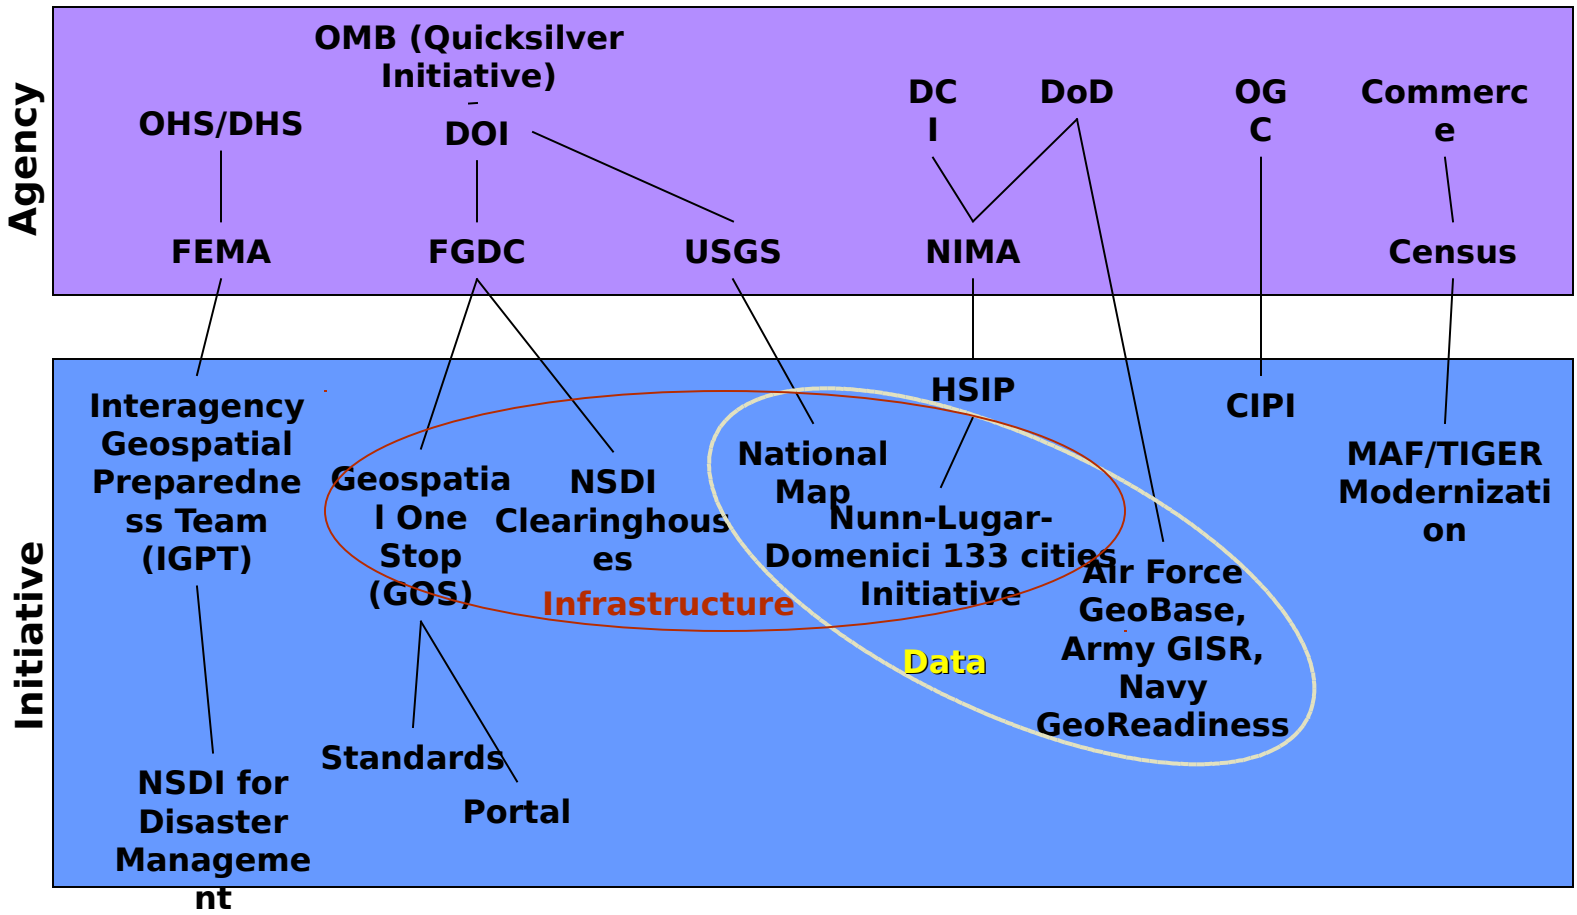 Agency
OMB (Quicksilver
Initiative)
OHS/DHS
DOI
DC
I
DoD
OG
C
Commerc
e
FEMA
FGDC
USGS
NIMA
Census
Initiative
Interagency
Geospatial
Preparedne
ss Team
(IGPT)
Geospatia
l One
Stop
(GOS)
NSDI
Clearinghous
es
National
Map
HSIP
Nunn-Lugar-
Domenici 133 cities
Initiative
CIPI
MAF/TIGER
Modernizati
on
Infrastructure
Data
Air Force
GeoBase,
Army GISR,
Navy
GeoReadiness
Standards
Portal
NSDI for
Disaster
Manageme
nt